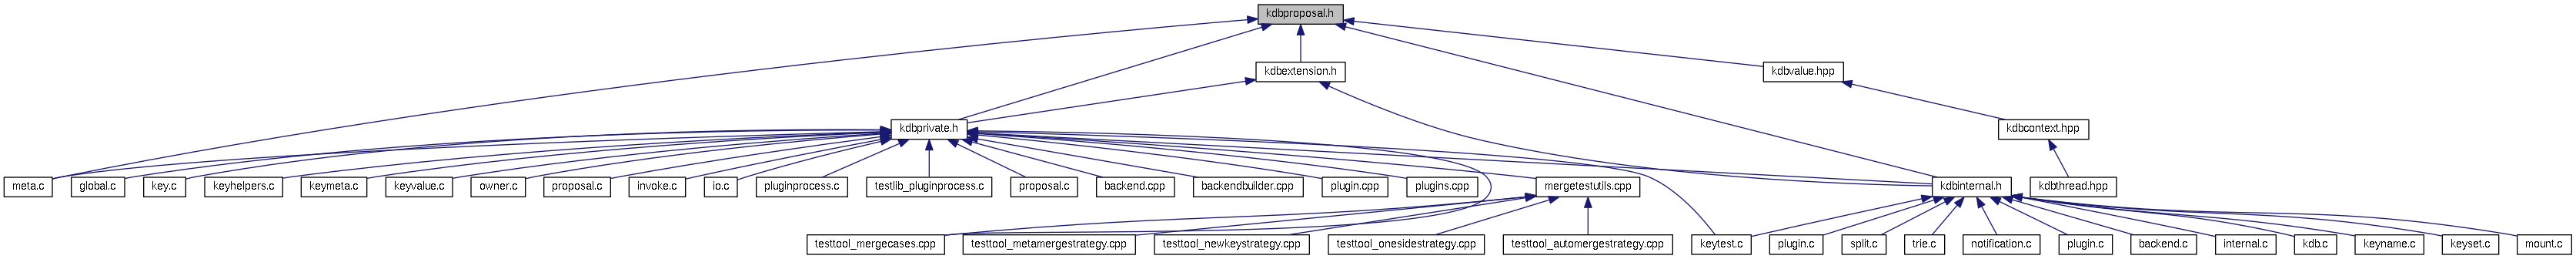 kdbproposal.h
kdbextension.h
kdbvalue.hpp
kdbprivate.h
kdbcontext.hpp
meta.c
global.c
key.c
keyhelpers.c
keymeta.c
keyvalue.c
owner.c
proposal.c
invoke.c
io.c
pluginprocess.c
testlib_pluginprocess.c
proposal.c
backend.cpp
backendbuilder.cpp
plugin.cpp
plugins.cpp
mergetestutils.cpp
kdbinternal.h
kdbthread.hpp
testtool_mergecases.cpp
testtool_metamergestrategy.cpp
testtool_newkeystrategy.cpp
testtool_onesidestrategy.cpp
testtool_automergestrategy.cpp
keytest.c
plugin.c
split.c
trie.c
notification.c
plugin.c
backend.c
internal.c
kdb.c
keyname.c
keyset.c
mount.c